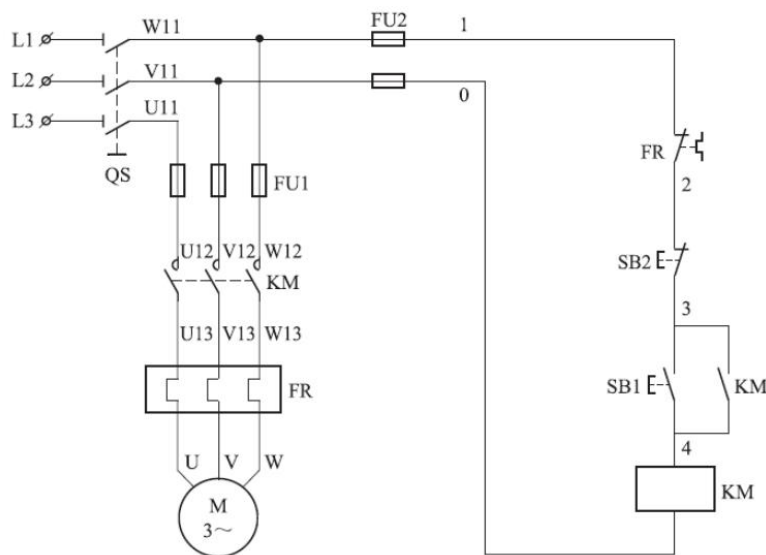 FU2
L1 W11 1
L2 V11 0
L3 U11
QS
FU1
FR
2
U12 V12 W12
KM
SB2
3
U13 V13 W13
FR
SB1 KM
4
U V W
KM
M
3～